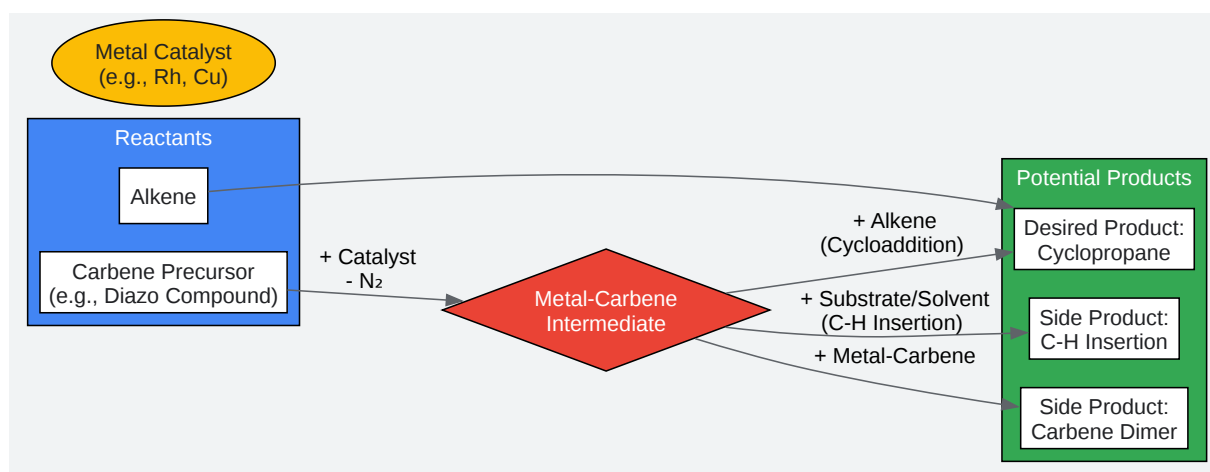 Metal Catalyst
(e.g., Rh, Cu)
Reactants
Alkene
Carbene Precursor
(e.g., Diazo Compound)
+ Catalyst
- N₂
Metal-Carbene
Intermediate
+ Alkene
(Cycloaddition)
+ Substrate/Solvent
(C-H Insertion)
+ Metal-Carbene
Potential Products
Desired Product:
Cyclopropane
Side Product:
C-H Insertion
Side Product:
Carbene Dimer